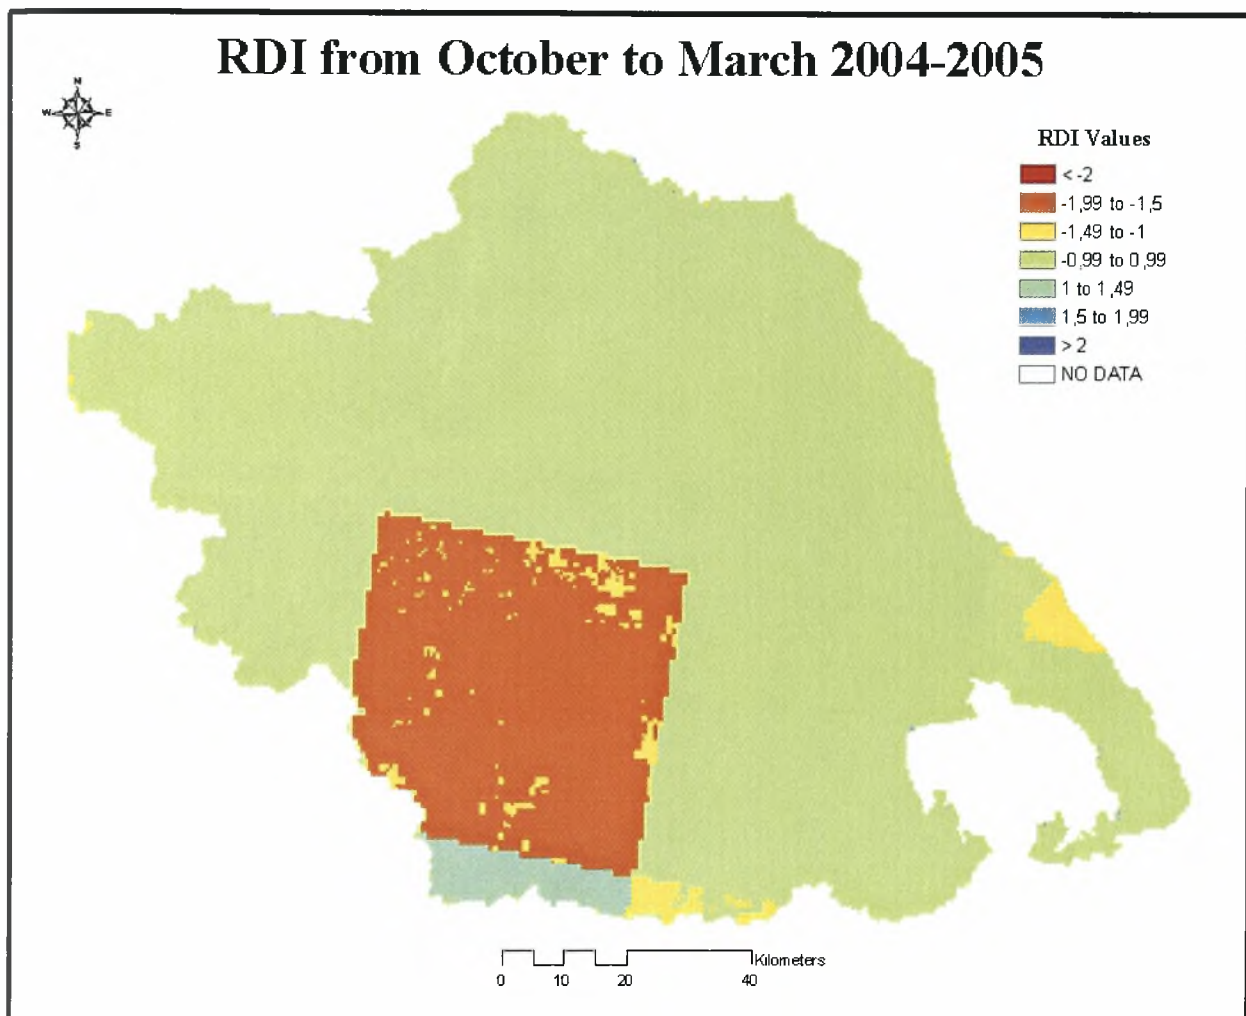 RDI from October to March 2004-2005
N
W E
S
RDI Values
< -2
-1,99 to -1,5
-1,49 to -1
-0,99 to 0,99
1 to 1,49
1,5 to 1,99
> 2
NO DATA
Kilometers
0 10 20 40